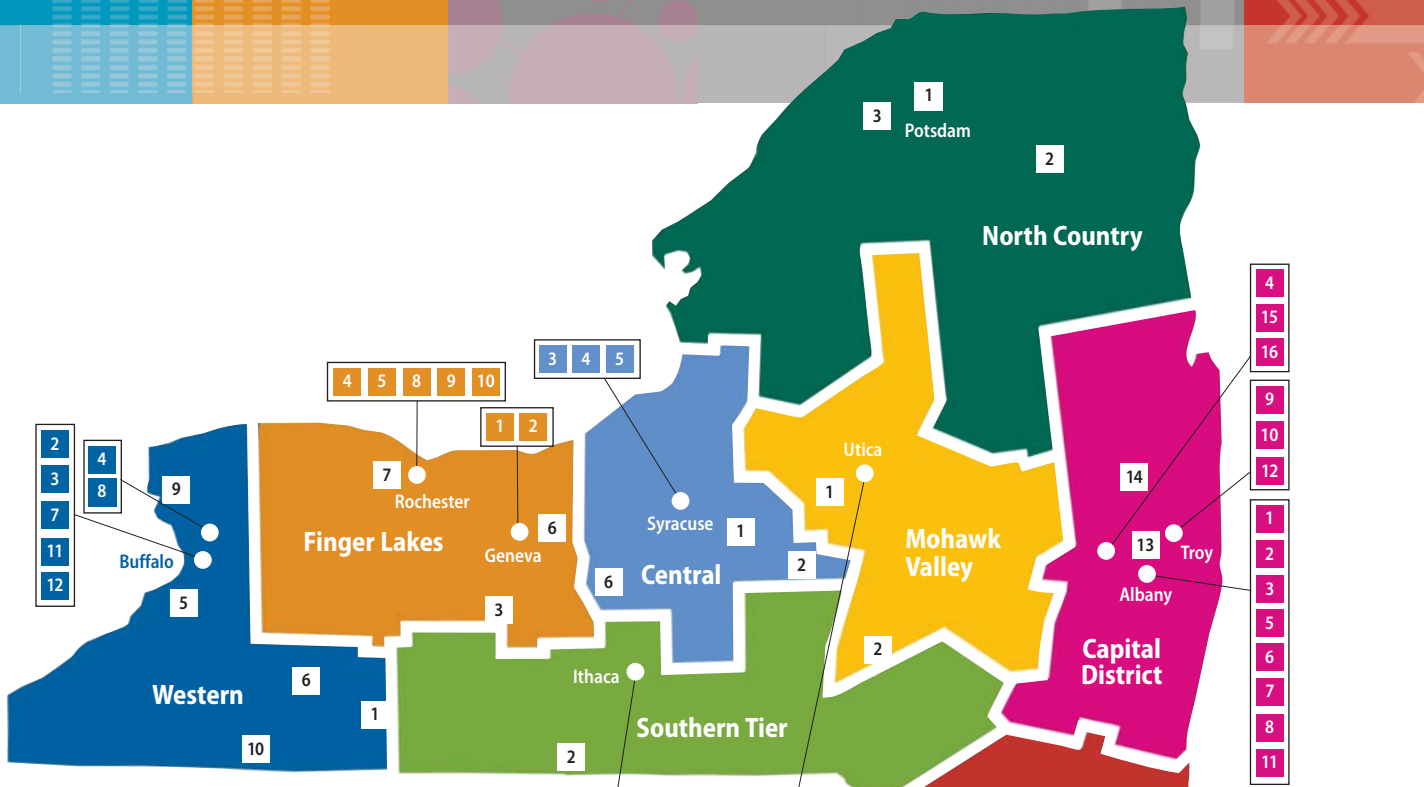 1
3
Potsdam
2
North Country
4
15
16
3 4 5
4 5 8 9 10
9
10
12
1 2
2
3
7
11
12
4
8
9
7
Rochester
Utica
1
14
6
Finger Lakes
Geneva
Syracuse
1
Mohawk
Valley
13
Troy
Albany
1
2
3
5
6
7
8
11
Buffalo
5
6
Central
2
3
2
Capital
District
Ithaca
Western
6
1
10
Southern Tier
2